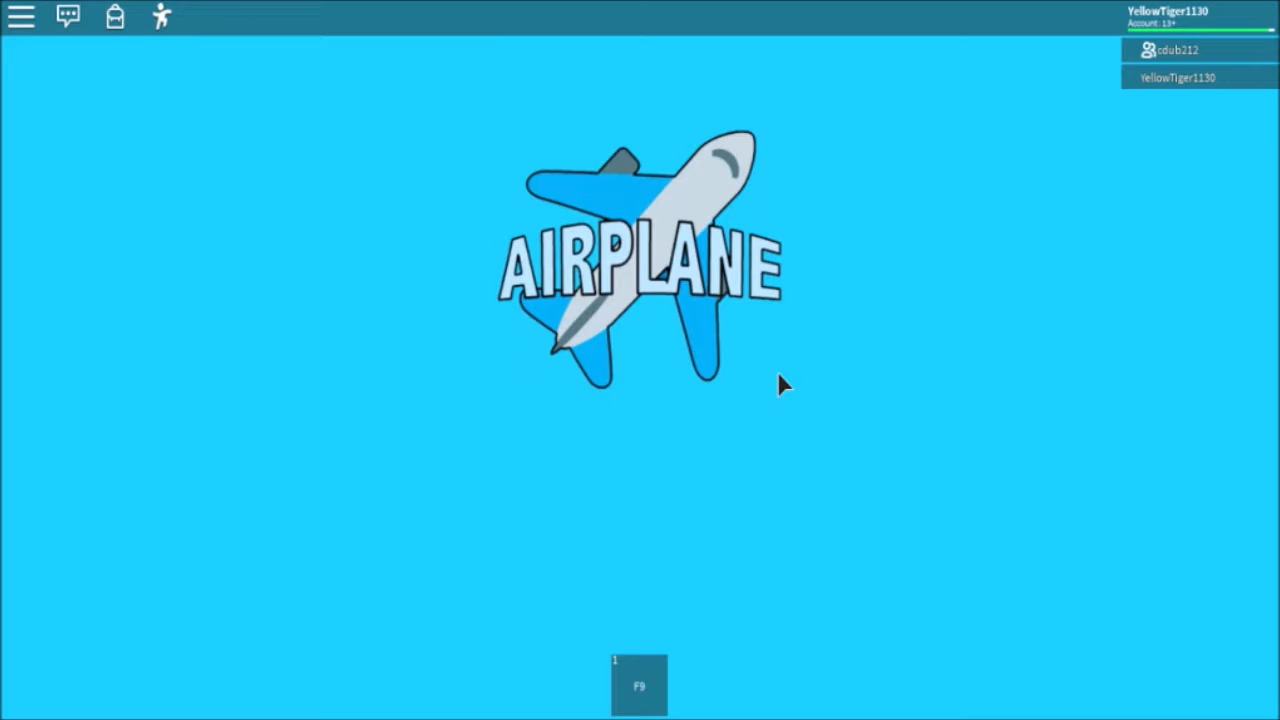 YellowTiger1130
Account: 13+
cdub212
YellowTiger1130
AIRPLANE
1
F9